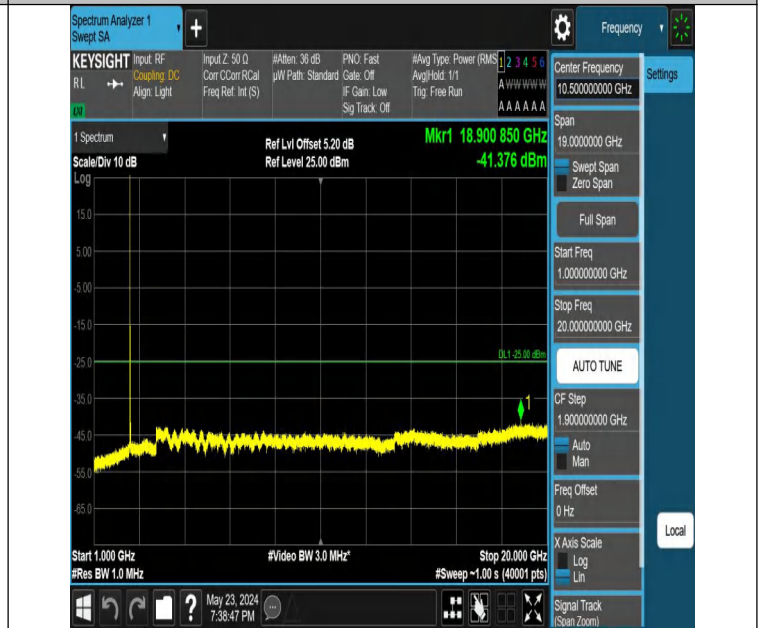 Spectrum Analyzer 1
Swept SA
+
Frequency
KEYSIGHT
RL
LXI
Input: RF
Coupling: DC
Align: Light
Input Z: 50 Ω
Corr CCorr RCal
Freq Ref: Int (S)
#Atten: 36 dB
µW Path: Standard
PNO: Fast
Gate: Off
IF Gain: Low
Sig Track: Off
#Avg Type: Power (RMS
Avg|Hold: 1/1
Trig: Free Run
1 2 3 4 5 6
A W W W W W
A A A A A A
1 Spectrum
Scale/Div 10 dB
Log
Ref Lvl Offset 5.20 dB
Ref Level 25.00 dBm
Mkr1 18.900 850 GHz
-41.376 dBm
15.0
5.00
-5.00
-15.0
-25.0
-35.0
-45.0
-55.0
-65.0
DL1 -25.00 dBm
1
Start 1.000 GHz
#Res BW 1.0 MHz
#Video BW 3.0 MHz*
Stop 20.000 GHz
#Sweep ~1.00 s (40001 pts)
?
May 23, 2024
7:38:47 PM
Center Frequency
10.500000000 GHz
Settings
Span
19.0000000 GHz
Swept Span
Zero Span
Full Span
Start Freq
1.000000000 GHz
Stop Freq
20.000000000 GHz
AUTO TUNE
CF Step
1.900000000 GHz
Auto
Man
Freq Offset
0 Hz
Local
X Axis Scale
Log
Lin
Signal Track
(Span Zoom)